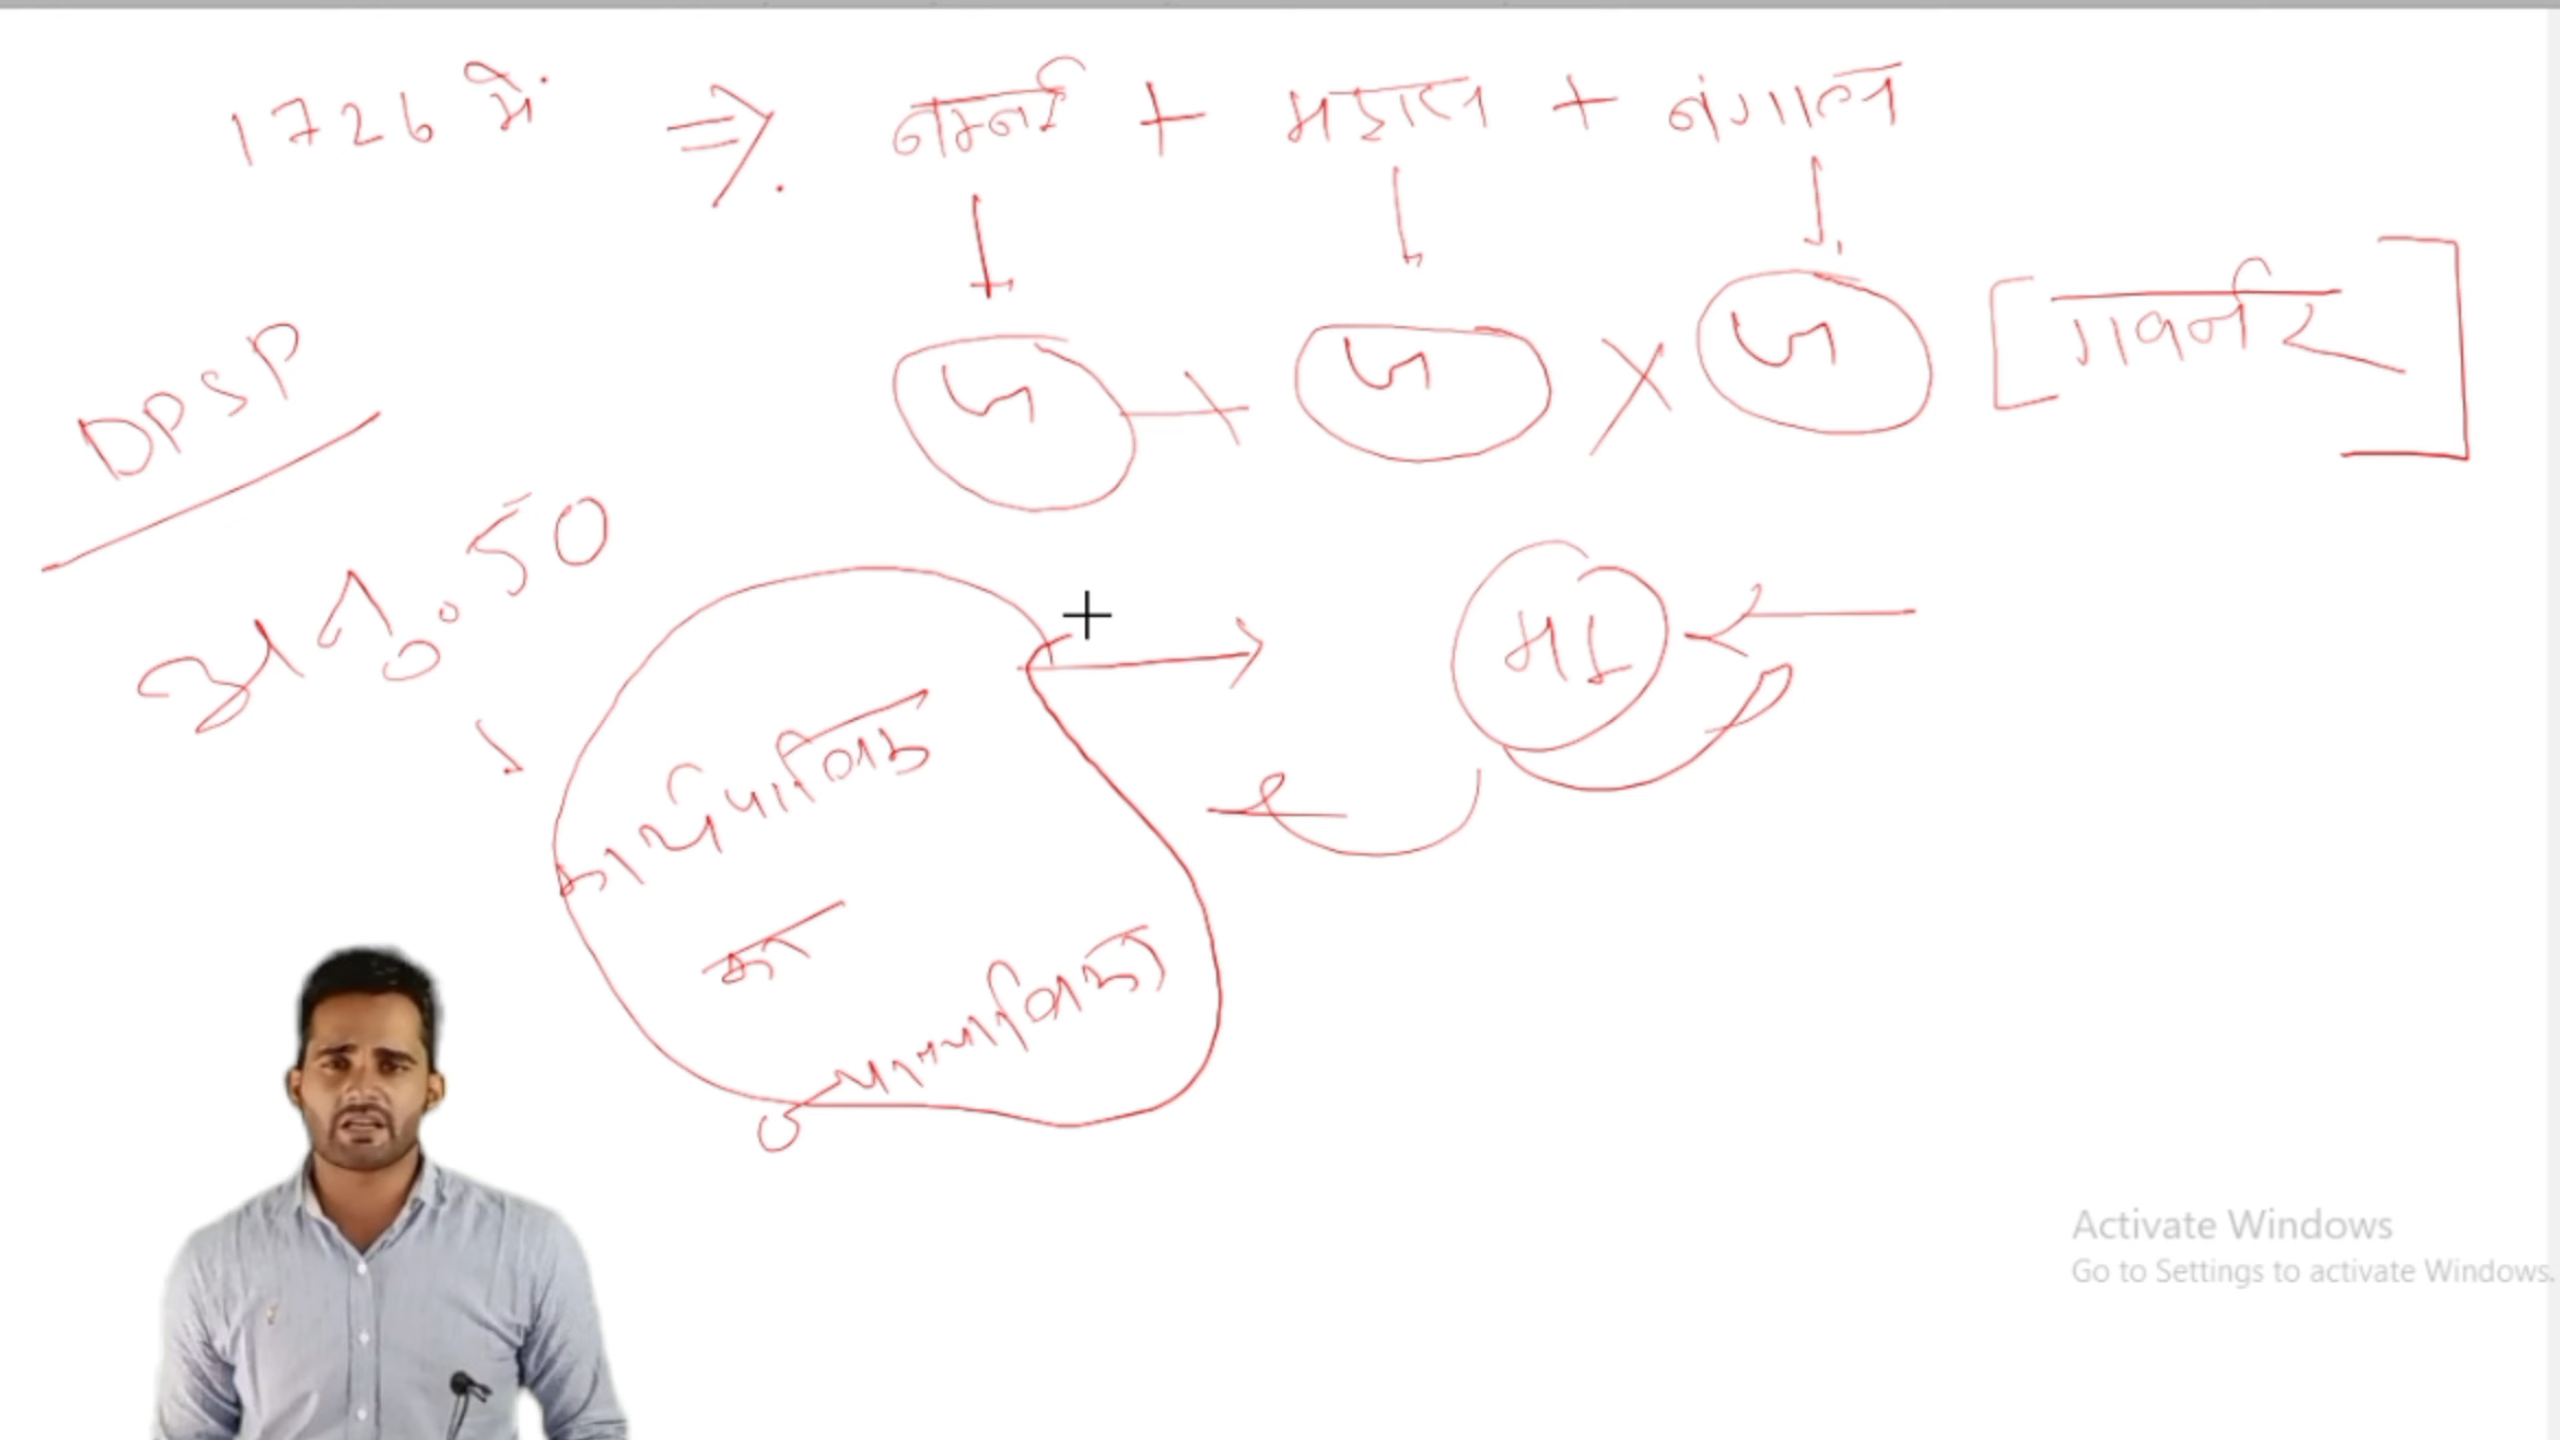 1726 में ⇒ बम्बई + मद्रास + बंगाल
ग + ग × ग [गवर्नर]
DPSP
अनु० 50
कार्यपालिका
का
न्यायपालिका
Activate Windows
Go to Settings to activate Windows.